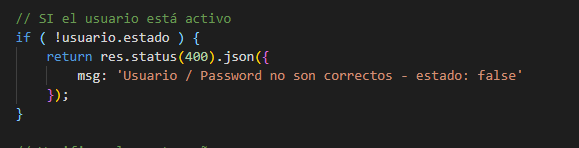 // SI el usuario está activo
if ( !usuario.estado ) {
return res.status(400).json({
msg: 'Usuario / Password no son correctos - estado: false'
});
}